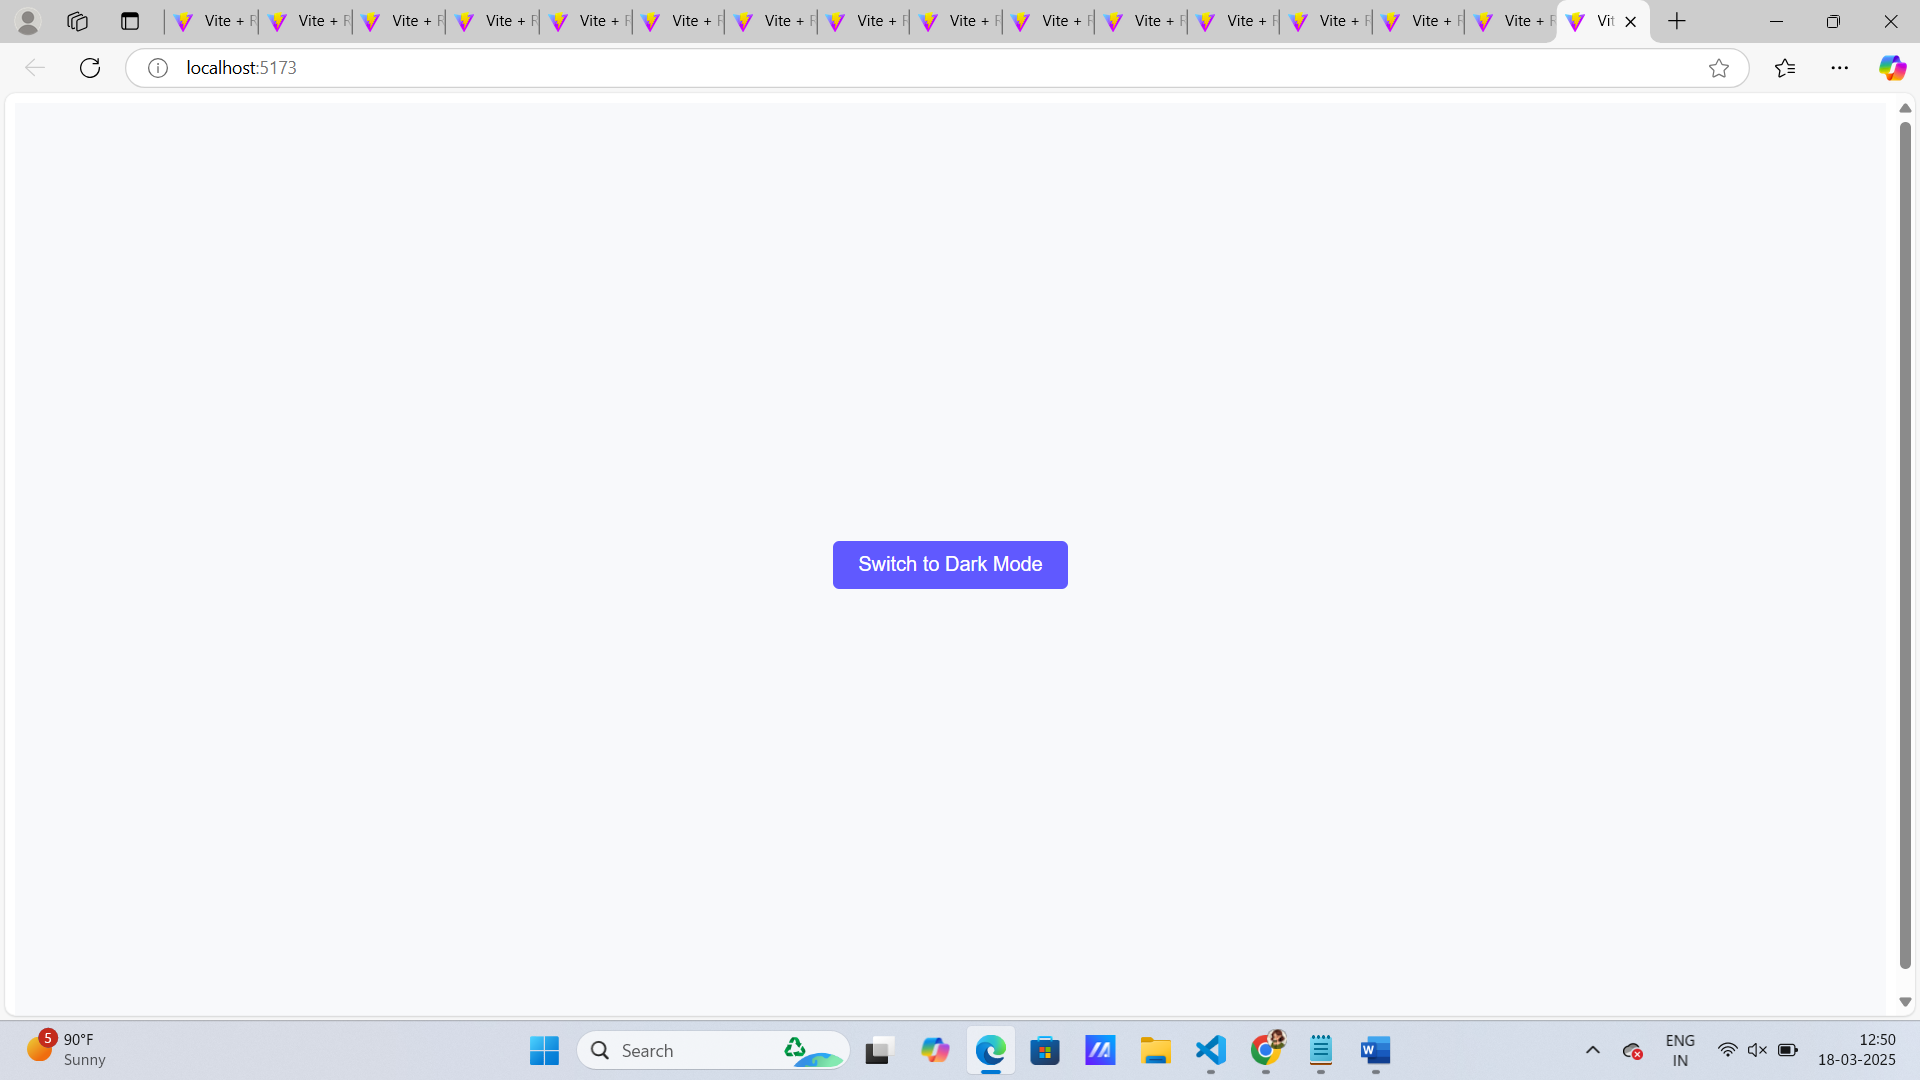 Vite + R Vite + R Vite + R Vite + R Vite + R Vite + R Vite + R Vite + R Vite + R Vite + R Vite + R Vite + R Vite + R Vite + R Vite + R Vit
localhost:5173
Switch to Dark Mode
5
90°F
Sunny
Search
W
ENG
IN
12:50
18-03-2025